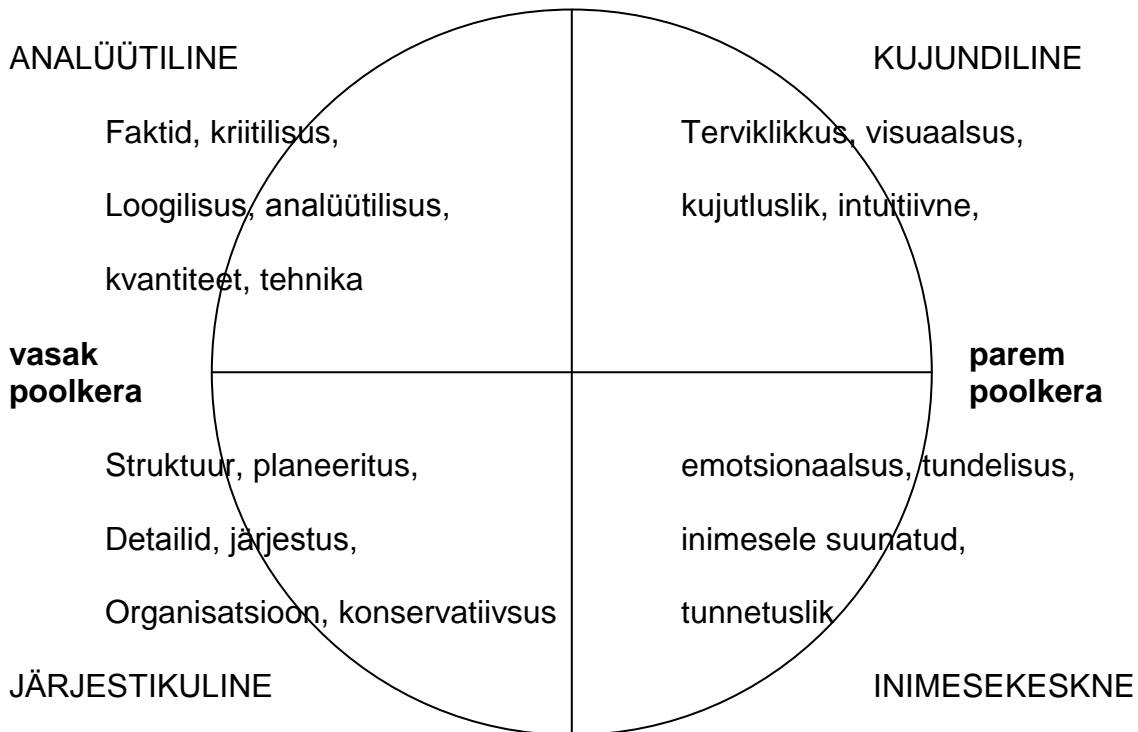 ANALÜÜTILINE
KUJUNDILINE
Faktid, kriitilisus,
Terviklikkus, visuaalsus,
Loogilisus, analüütilisus,
kujutluslik, intuitiivne,
kvantiteet, tehnika
vasak
poolkera
parem
poolkera
Struktuur, planeeritus,
emotsionaalsus, tundelisus,
Detailid, järjestus,
inimesele suunatud,
Organisatsioon, konservatiivsus
tunnetuslik
JÄRJESTIKULINE
INIMESEKESKNE